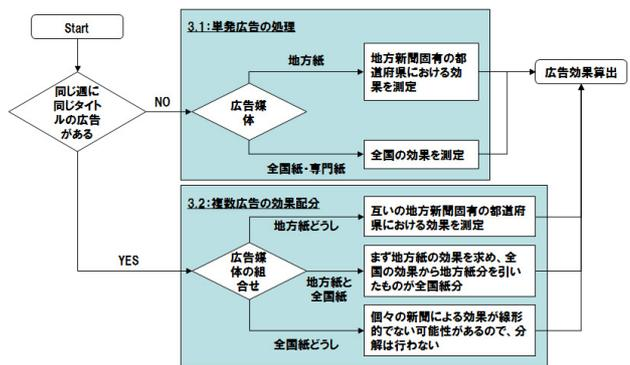 Start
同じ週に
同じタイト
ルの広告
がある
NO
YES
3.1：単発広告の処理
広告媒
体
地方紙
地方新聞固有の都
道府県における効
果を測定
全国紙・専門紙
全国の効果を測定
広告効果算出
3.2：複数広告の効果配分
広告媒
体の組
合せ
地方紙どうし
互いの地方新聞固有の都道府
県における効果を測定
地方紙と
全国紙
まず地方紙の効果を求め、全
国の効果から地方紙分を引い
たものが全国紙分
全国紙どうし
個々の新聞による効果が線形
的でない可能性があるので、分
解は行わない